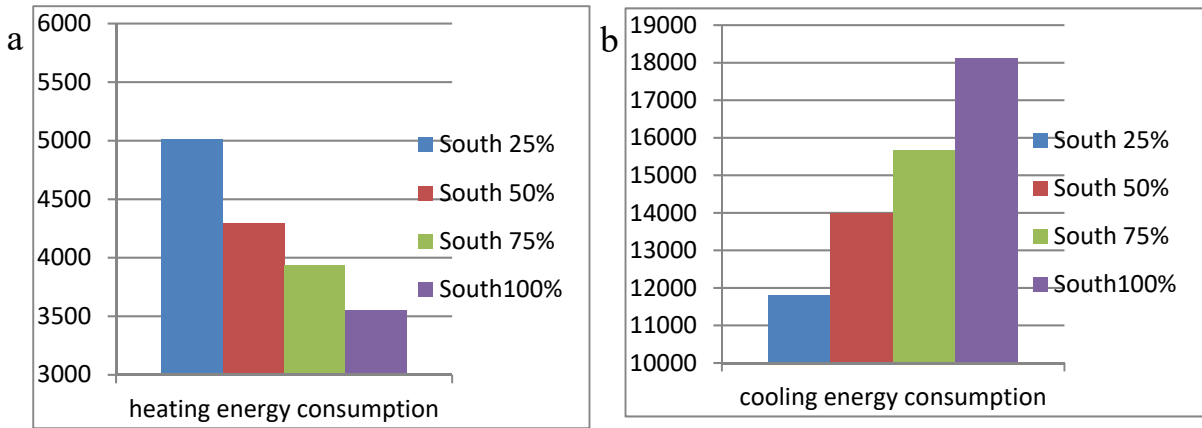 a
6000
5500
5000
4500
4000
3500
3000
South 25%
South 50%
South 75%
South100%
heating energy consumption
b
19000
18000
17000
16000
15000
14000
13000
12000
11000
10000
South 25%
South 50%
South 75%
South100%
cooling energy consumption